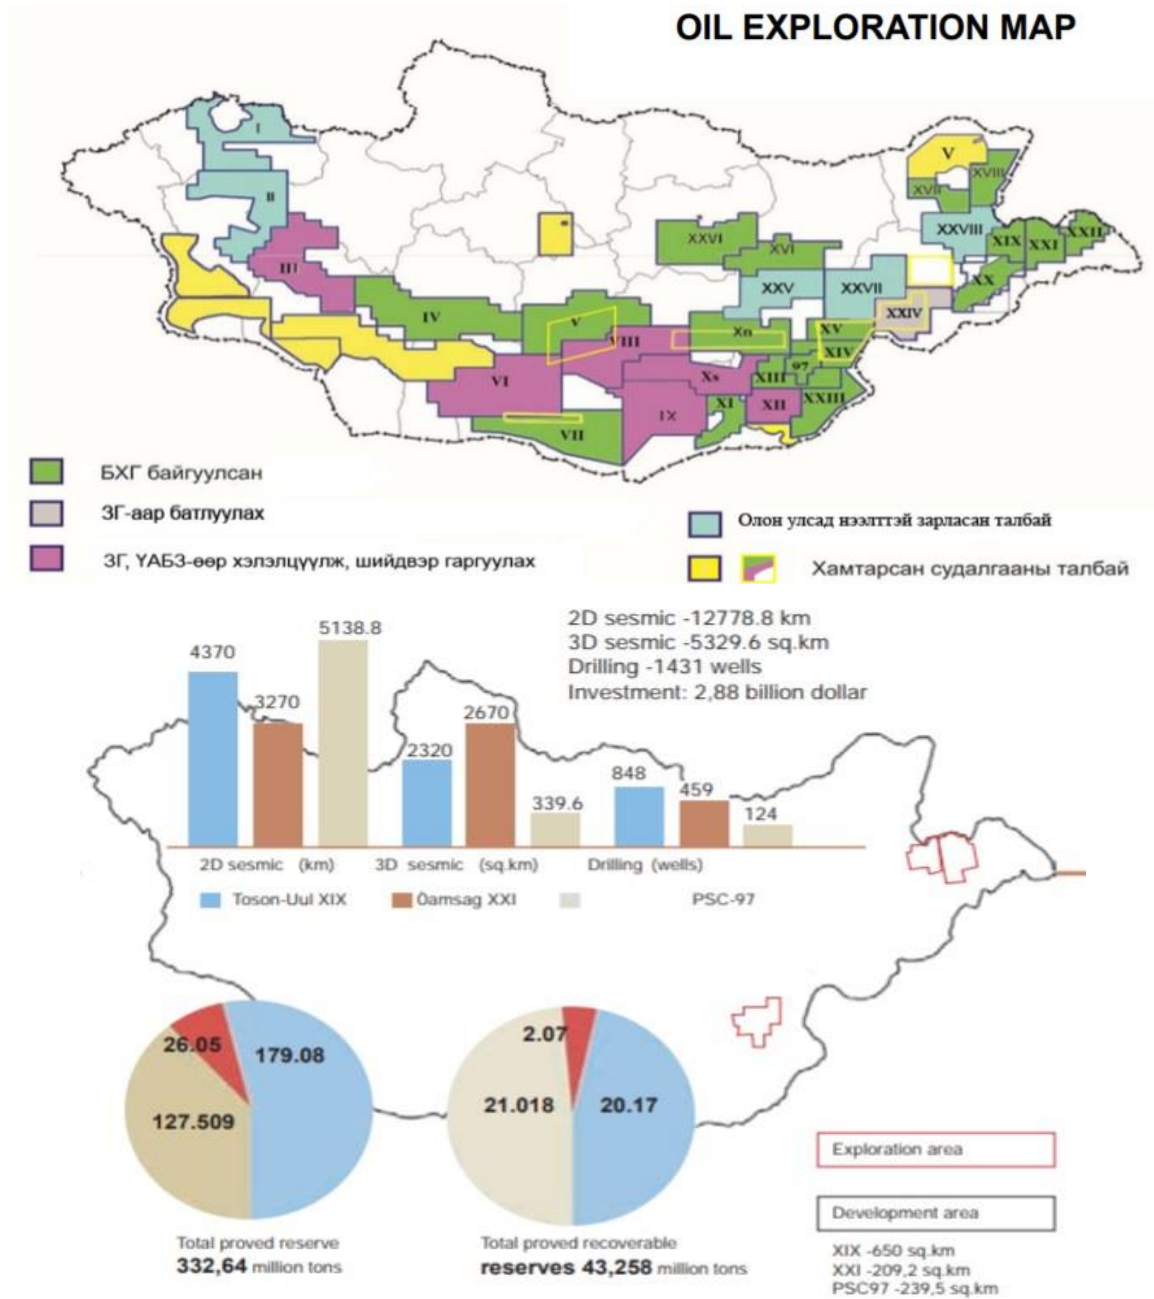 OIL EXPLORATION MAP
I
II
III
IV
V
VI
VII
VIII
IX
Xn
Xs
XI
XII
XIII
97
XIV
XV
XXIII
XXIV
XXV
XXVI
XVI
XXVII
XXVIII
V
XVII
XVIII
XIX
XXI
XXII
XX
БХГ байгуулсан
ЗГ-аар батлуулах
ЗГ, ҮАБЗ-өөр хэлэлцүүлж, шийдвэр гаргуулах
Олон улсад нээлттэй зарласан талбай
Хамтарсан судалгааны талбай
2D sesmic -12778.8 km
3D sesmic -5329.6 sq.km
Drilling -1431 wells
Investment: 2,88 billion dollar
4370
3270
5138.8
2320
2670
339.6
848
459
124
2D sesmic (km)
3D sesmic (sq.km)
Drilling (wells)
Toson-Uul XIX
0amsag XXI
PSC-97
26.05
179.08
127.509
2.07
21.018
20.17
Total proved reserve
332,64 million tons
Total proved recoverable
reserves 43,258 million tons
Exploration area
Development area
XIX -650 sq.km
XXI -209,2 sq.km
PSC97 -239,5 sq.km